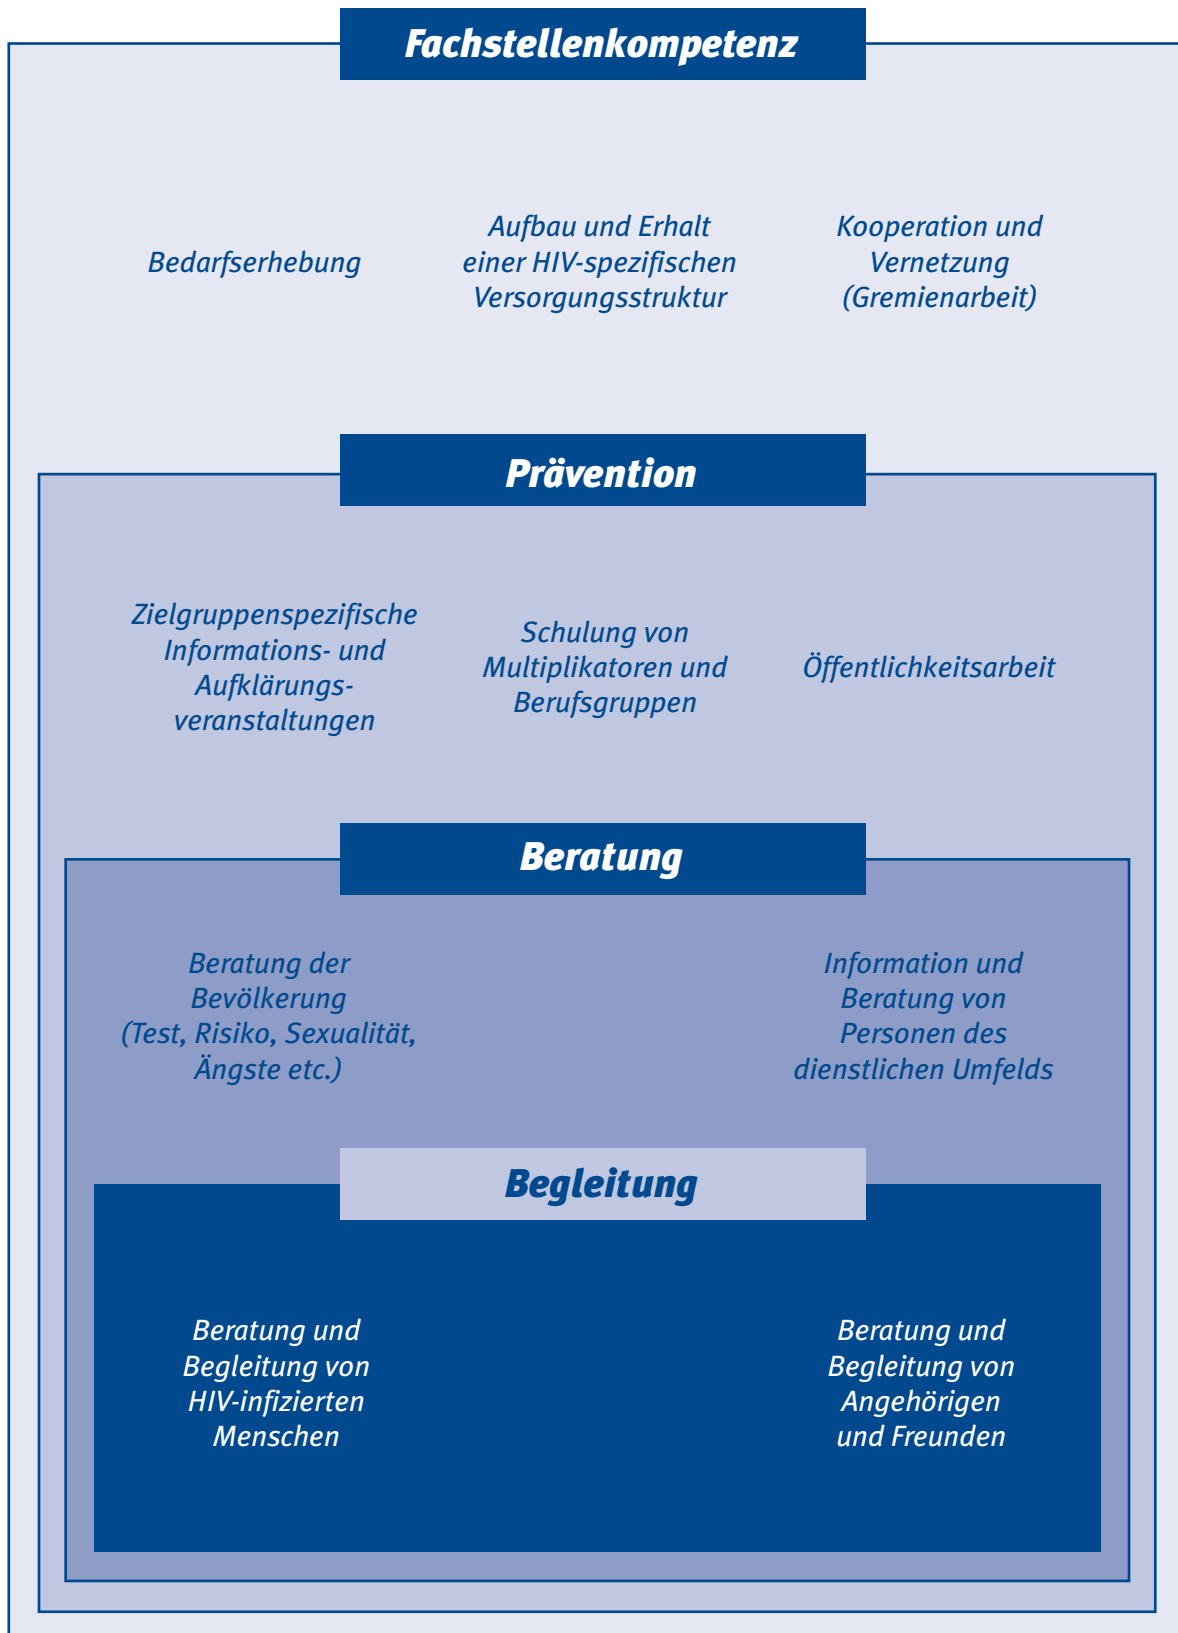 Fachstellenkompetenz
Bedarfserhebung
Aufbau und Erhalt
einer HIV-spezifischen
Versorgungsstruktur
Kooperation und
Vernetzung
(Gremienarbeit)
Prävention
Zielgruppenspezifische
Informations- und
Aufklärungs-
veranstaltungen
Schulung von
Multiplikatoren und
Berufsgruppen
Öffentlichkeitsarbeit
Beratung
Beratung der
Bevölkerung
(Test, Risiko, Sexualität,
Ängste etc.)
Information und
Beratung von
Personen des
dienstlichen Umfelds
Begleitung
Beratung und
Begleitung von
HIV-infizierten
Menschen
Beratung und
Begleitung von
Angehörigen
und Freunden